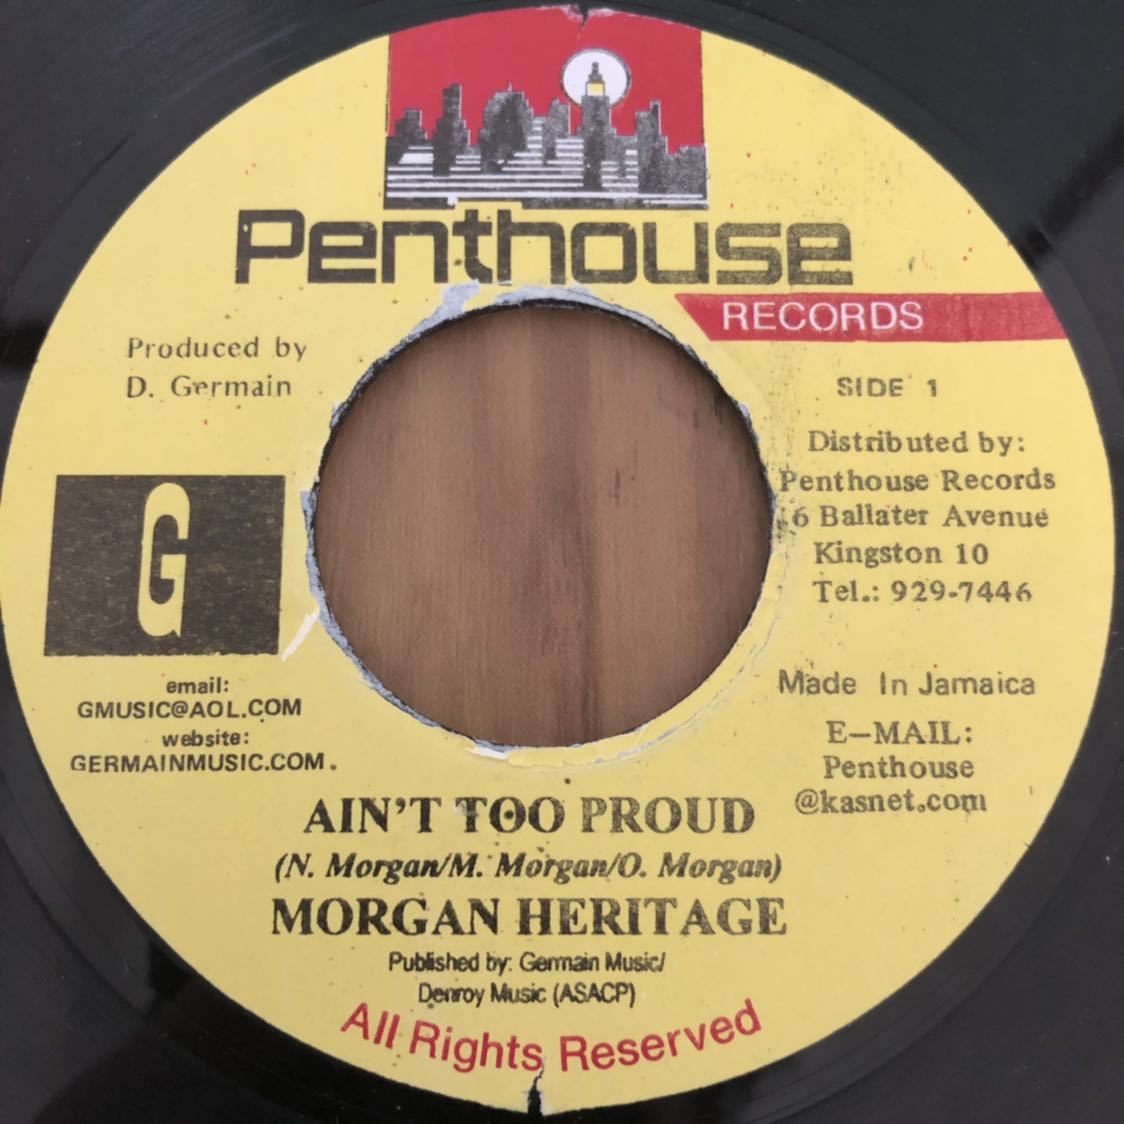 Penthouse
RECORDS
Produced by
D. Germain
SIDE 1
Distributed by:
Penthouse Records
6 Ballater Avenue
Kingston 10
Tel.: 929-7446
G
email:
GMUSIC@AOL.COM
website:
GERMAINMUSIC.COM.
Made In Jamaica
E-MAIL:
Penthouse
@kasnet.com
AIN'T TOO PROUD
(N. Morgan/M. Morgan/O. Morgan)
MORGAN HERITAGE
Published by: Germain Music/
Denroy Music (ASACP)
All Rights Reserved